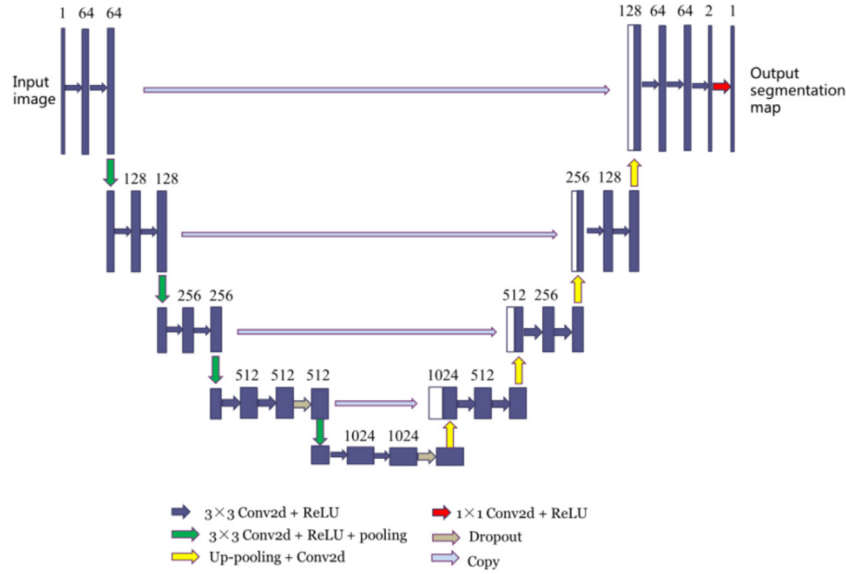 1 64 64
128 64 64 2 1
Input
image
Output
segmentation
map
128 128
256 128
256 256
512 256
512 512 512
1024 512
1024 1024
3×3 Conv2d + ReLU
1×1 Conv2d + ReLU
3×3 Conv2d + ReLU + pooling
Dropout
Up-pooling + Conv2d
Copy